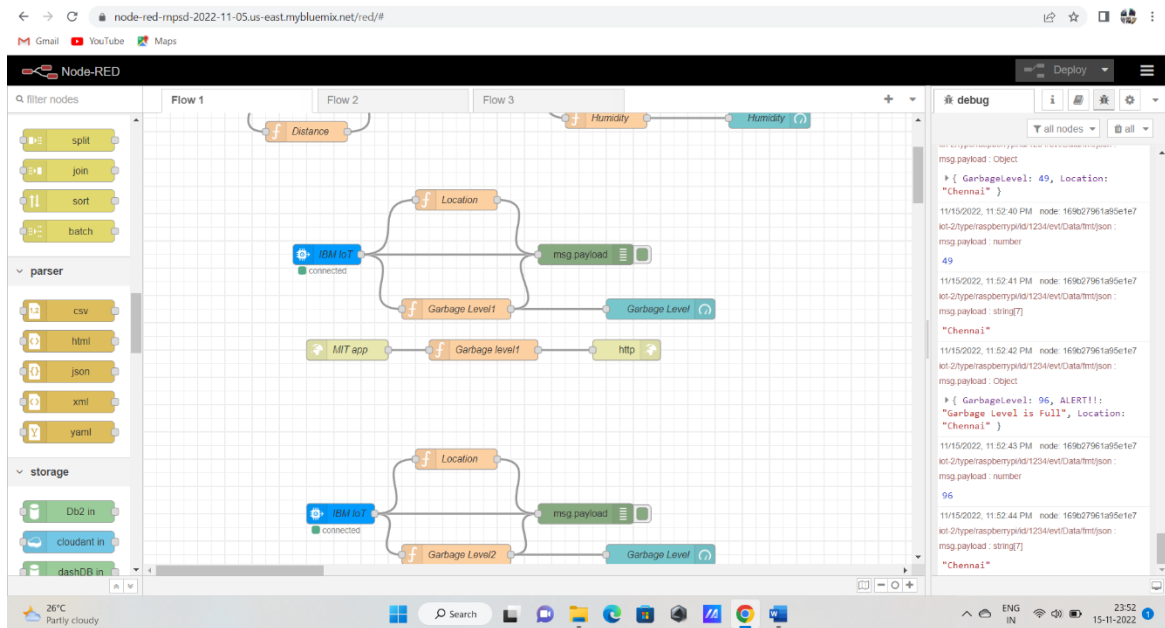 node-red-rnpsd-2022-11-05.us-east.mybluemix.net/red/#
Gmail YouTube Maps
Node-RED
Deploy
filter nodes
Flow 1
Flow 2
Flow 3
debug
all nodes
all
split
join
sort
batch
parser
csv
html
json
xml
yaml
storage
Db2 in
cloudant in
dashDB in
Distance
Humidity
Humidity
Location
IBM IoT
connected
msg.payload
Garbage Level1
Garbage Level
MIT app
Garbage level1
http
Location
IBM IoT
connected
msg.payload
Garbage Level2
Garbage Level
msg.payload : Object
{ GarbageLevel: 49, Location:
"Chennai" }
11/15/2022, 11:52:40 PM node: 169b27961a95e1e7
iot-2/type/raspberrypi/id/1234/evt/Data/fmt/json :
msg.payload : number
49
11/15/2022, 11:52:41 PM node: 169b27961a95e1e7
iot-2/type/raspberrypi/id/1234/evt/Data/fmt/json :
msg.payload : string[7]
"Chennai"
11/15/2022, 11:52:42 PM node: 169b27961a95e1e7
iot-2/type/raspberrypi/id/1234/evt/Data/fmt/json :
msg.payload : Object
{ GarbageLevel: 96, ALERT!!:
"Garbage Level is Full", Location:
"Chennai" }
11/15/2022, 11:52:43 PM node: 169b27961a95e1e7
iot-2/type/raspberrypi/id/1234/evt/Data/fmt/json :
msg.payload : number
96
11/15/2022, 11:52:44 PM node: 169b27961a95e1e7
iot-2/type/raspberrypi/id/1234/evt/Data/fmt/json :
msg.payload : string[7]
"Chennai"
26°C
Partly cloudy
Search
ENG
IN
23:52
15-11-2022
1